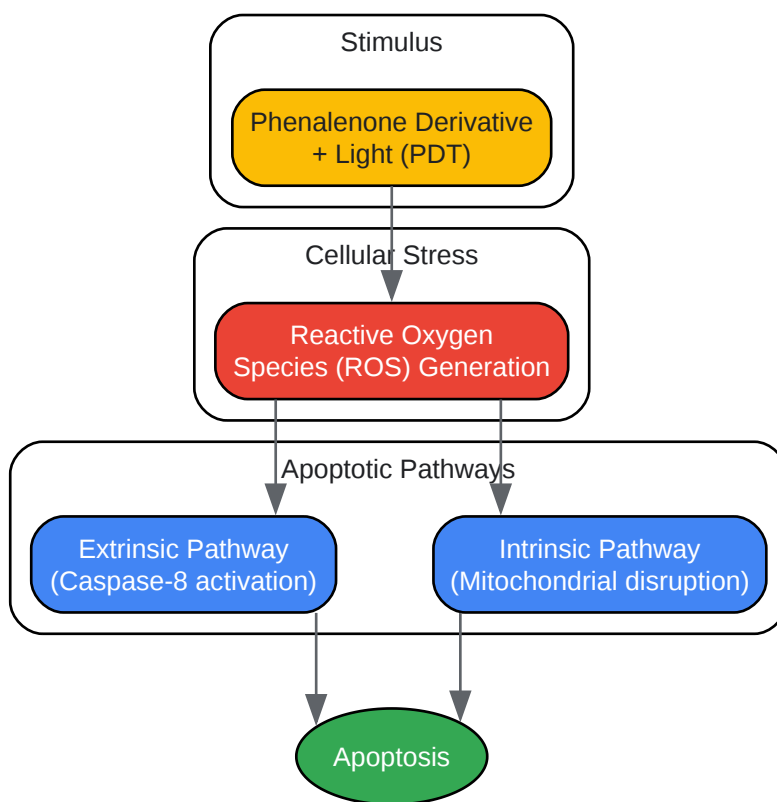 Stimulus
Phenalenone Derivative
+ Light (PDT)
Cellular Stress
Reactive Oxygen
Species (ROS) Generation
Apoptotic Pathways
Extrinsic Pathway
(Caspase-8 activation)
Intrinsic Pathway
(Mitochondrial disruption)
Apoptosis